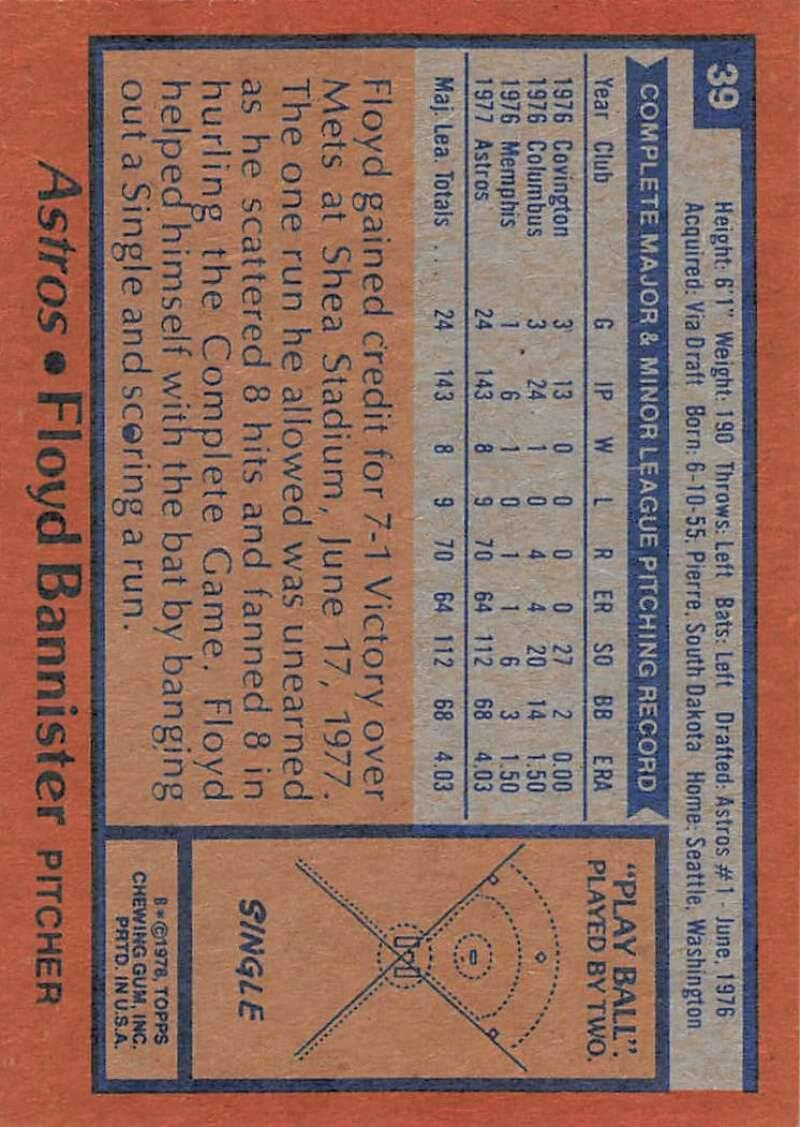 39
Height: 6'1" Weight: 190 Throws: Left Bats: Left Drafted: Astros #1 - June, 1976
Acquired: Via Draft Born: 6-10-55, Pierre, South Dakota Home: Seattle, Washington
COMPLETE MAJOR & MINOR LEAGUE PITCHING RECORD
Year Club G IP W L R ER SO BB ERA
1976 Covington 3 13 0 0 0 0 27 2 0.00
1976 Columbus 3 24 1 0 4 4 20 14 1.50
1976 Memphis 1 6 1 0 1 1 6 3 1.50
1977 Astros 24 143 8 9 70 64 112 68 4.03
Maj. Lea. Totals .... 24 143 8 9 70 64 112 68 4.03
Floyd gained credit for 7-1 Victory over
Mets at Shea Stadium, June 17, 1977.
The one run he allowed was unearned
as he scattered 8 hits and fanned 8 in
hurling the Complete Game. Floyd
helped himself with the bat by banging
out a Single and scoring a run.
"PLAY BALL".
PLAYED BY TWO.
SINGLE
B*©1978, TOPPS
CHEWING GUM, INC.
PRTD. IN U.S.A.
Astros • Floyd Bannister PITCHER